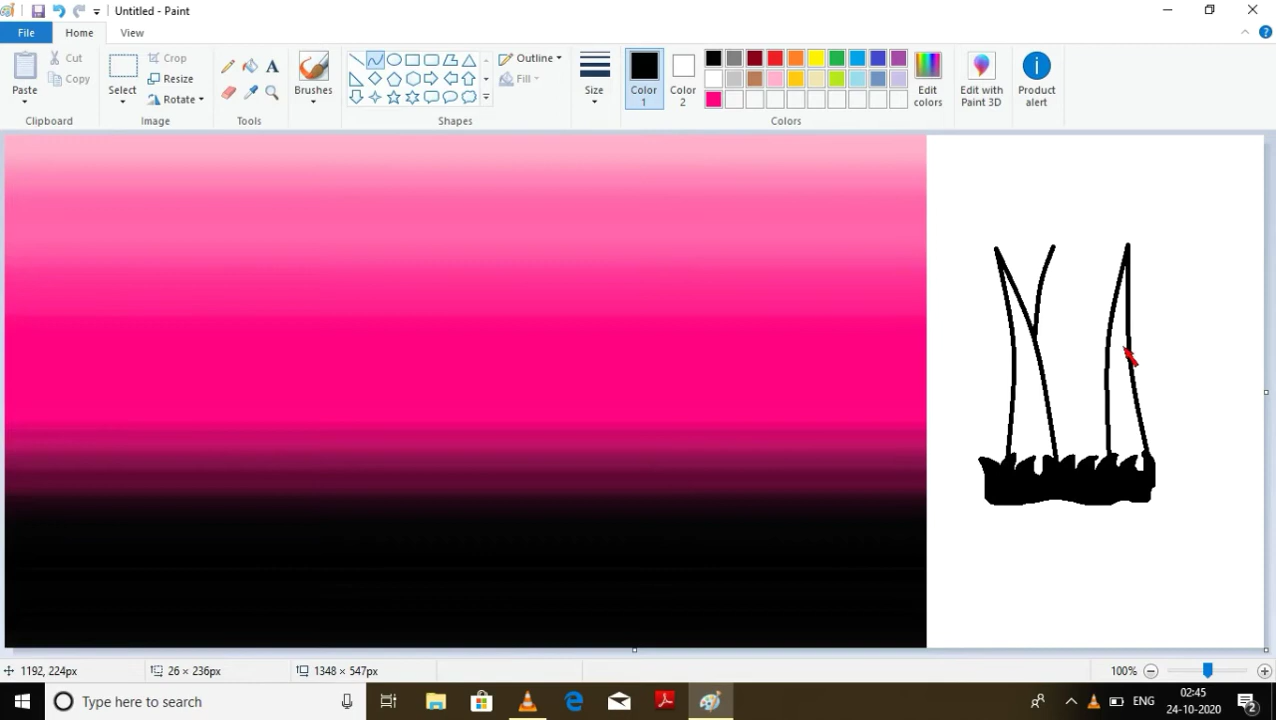 Untitled - Paint
File
Home
View
Paste
Cut
Copy
Clipboard
Select
Crop
Resize
Rotate
Image
Tools
Brushes
Outline
Fill
Shapes
Size
Color 1
Color 2
Edit colors
Colors
Edit with Paint 3D
Product alert
1192, 224px
26 × 236px
1348 × 547px
100%
Type here to search
ENG
02:45
24-10-2020
2